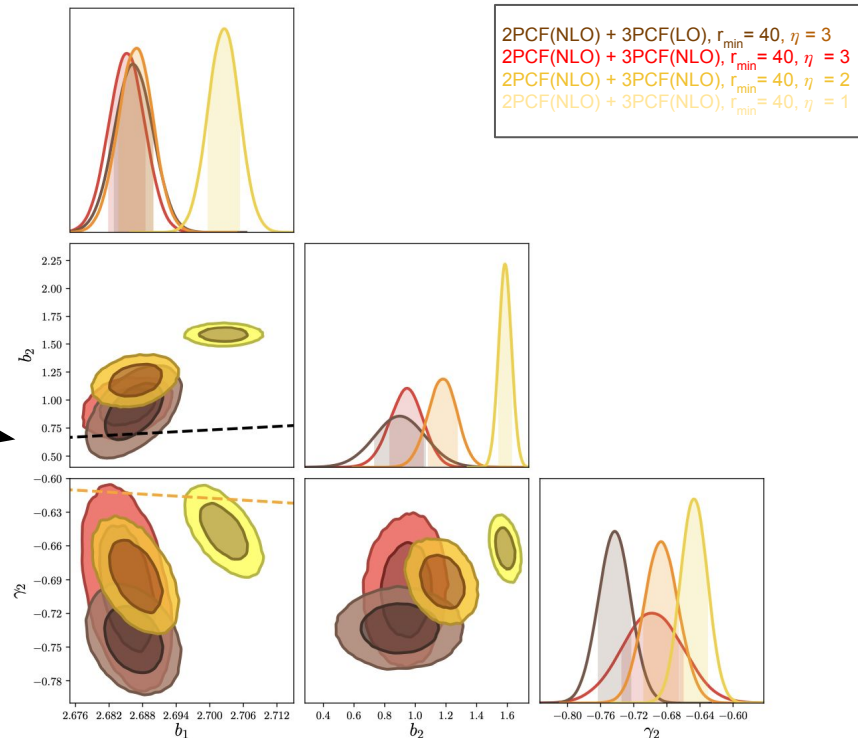 2PCF(NLO) + 3PCF(LO), r_min = 40, η = 3
2PCF(NLO) + 3PCF(NLO), r_min = 40, η = 3
2PCF(NLO) + 3PCF(NLO), r_min = 40, η = 2
2PCF(NLO) + 3PCF(NLO), r_min = 40, η = 1
2.25
2.00
1.75
1.50
1.25
1.00
0.75
0.50
b₂
−0.60
−0.63
−0.66
−0.69
−0.72
−0.75
−0.78
γ₂
2.676 2.682 2.688 2.694 2.700 2.706 2.712
0.4 0.6 0.8 1.0 1.2 1.4 1.6
−0.80 −0.76 −0.72 −0.68 −0.64 −0.60
b₁ b₂ γ₂